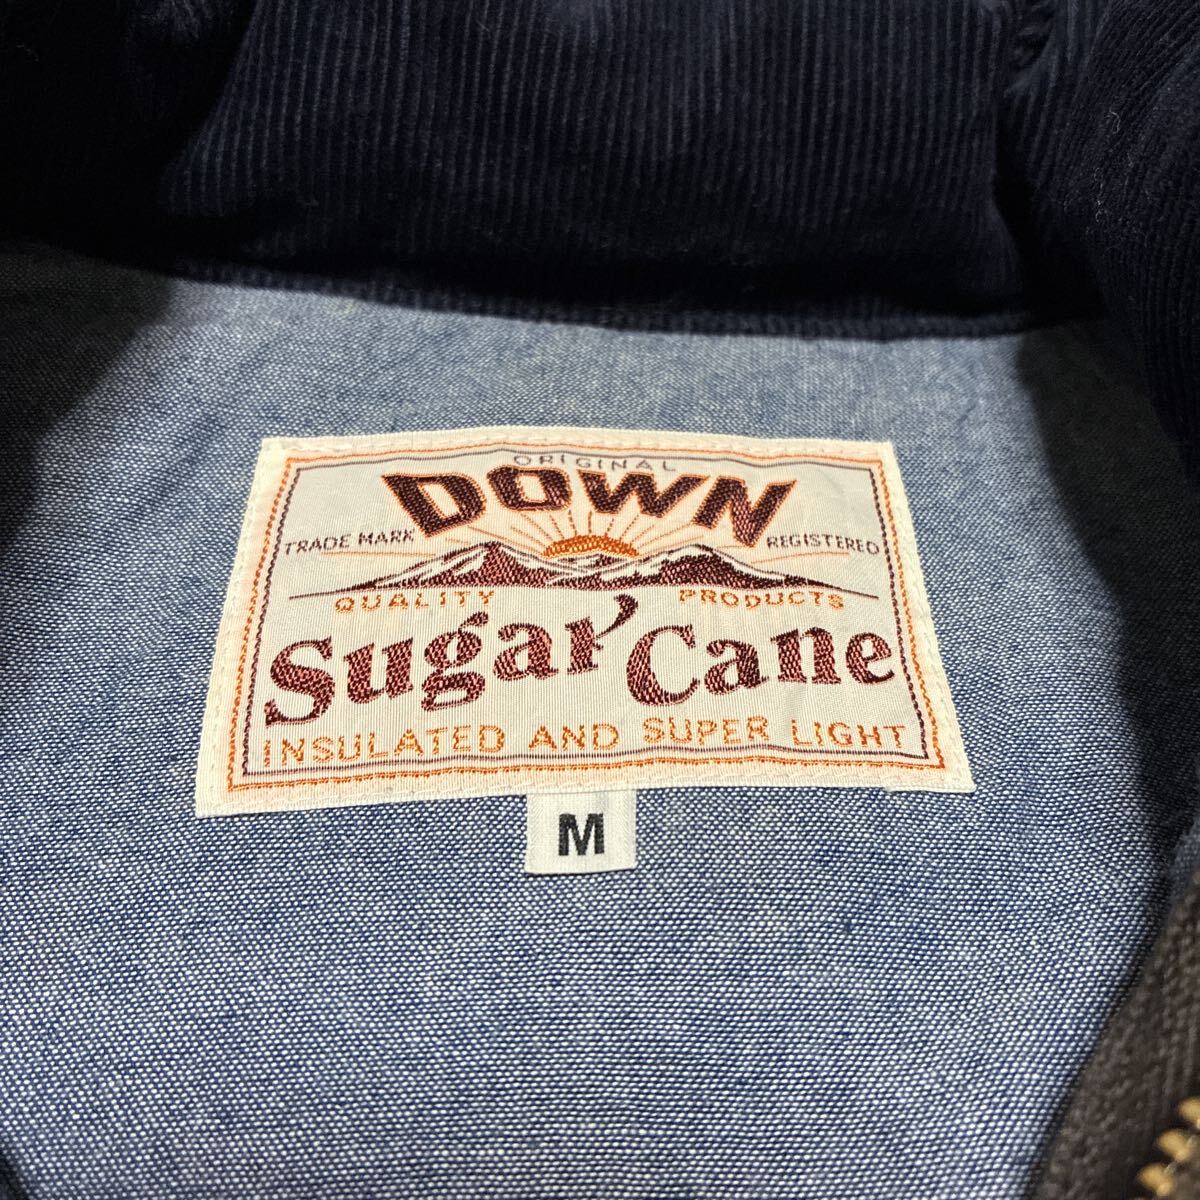 ORIGINAL
DOWN
TRADE MARK REGISTERED
QUALITY PRODUCTS
Sugar Cane
INSULATED AND SUPER LIGHT
M